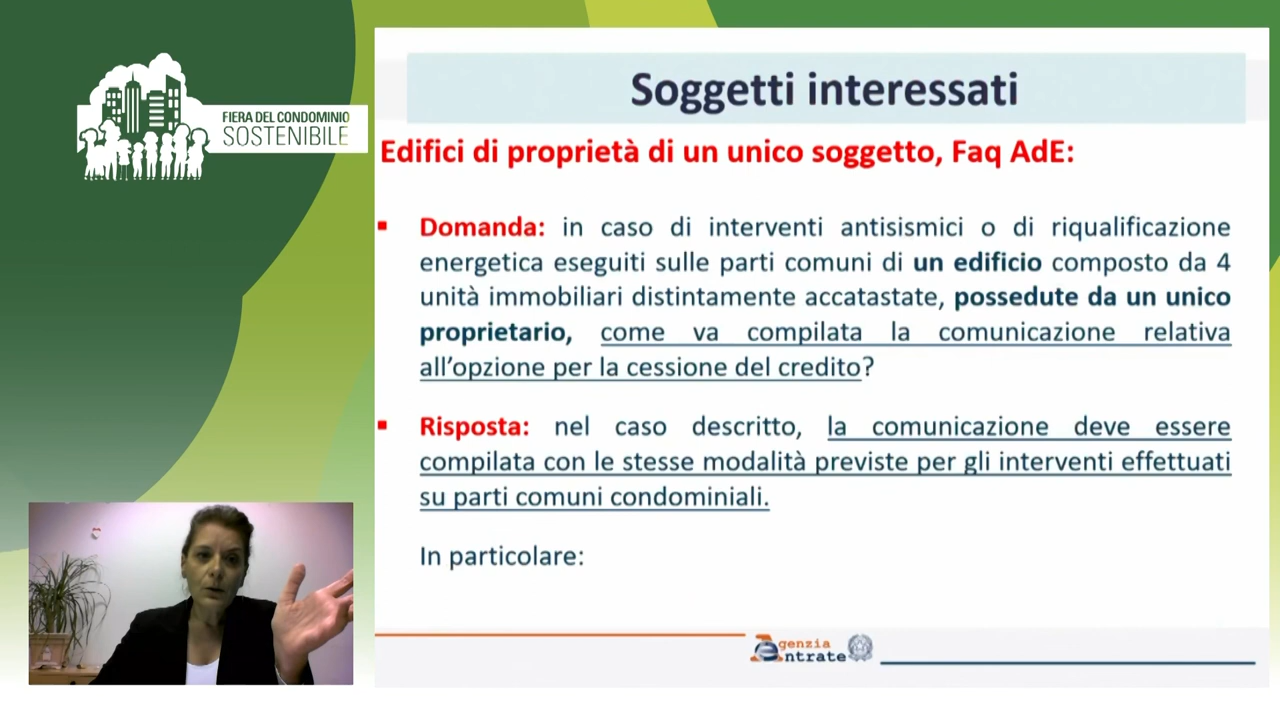 FIERA DEL CONDOMINIO
SOSTENIBILE
Soggetti interessati
Edifici di proprietà di un unico soggetto, Faq AdE:
▪ Domanda: in caso di interventi antisismici o di riqualificazione
energetica eseguiti sulle parti comuni di un edificio composto da 4
unità immobiliari distintamente accatastate, possedute da un unico
proprietario, come va compilata la comunicazione relativa
all’opzione per la cessione del credito?
▪ Risposta: nel caso descritto, la comunicazione deve essere
compilata con le stesse modalità previste per gli interventi effettuati
su parti comuni condominiali.
In particolare:
genzia
ntrate